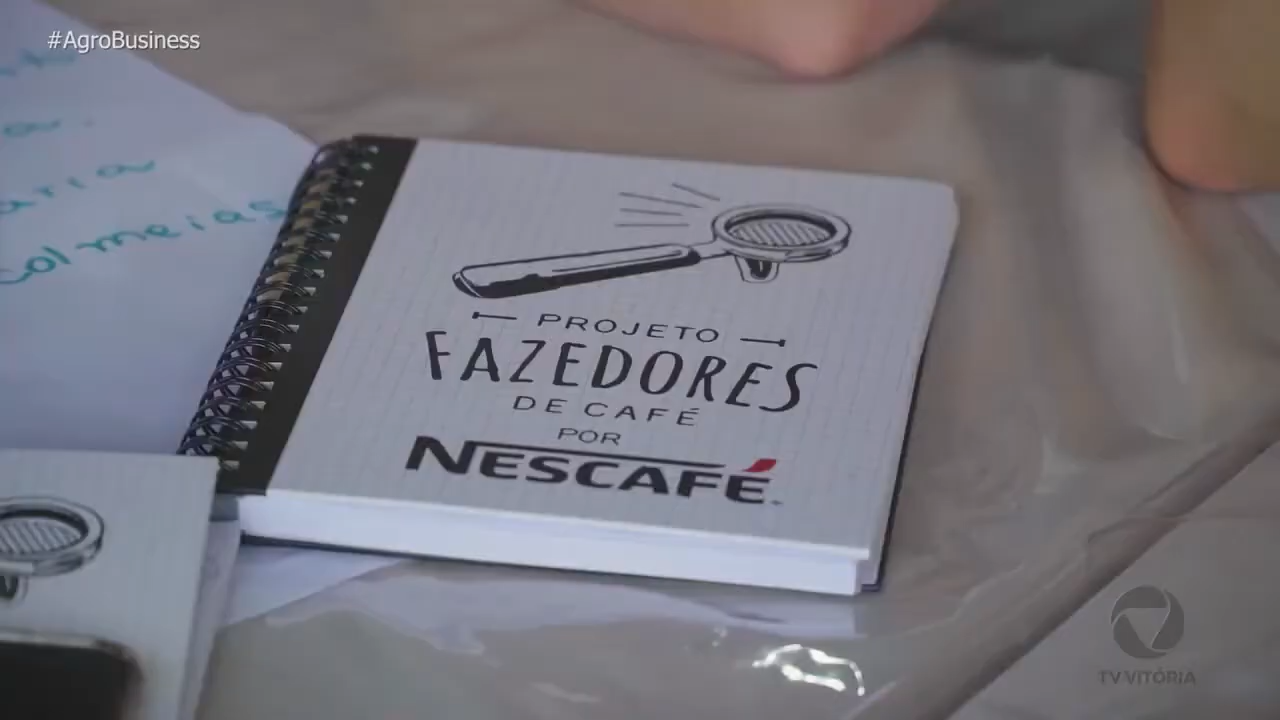 #AgroBusiness
colmeias
PROJETO
FAZEDORES
DE CAFÉ
POR
NESCAFÉ
TV VITÓRIA